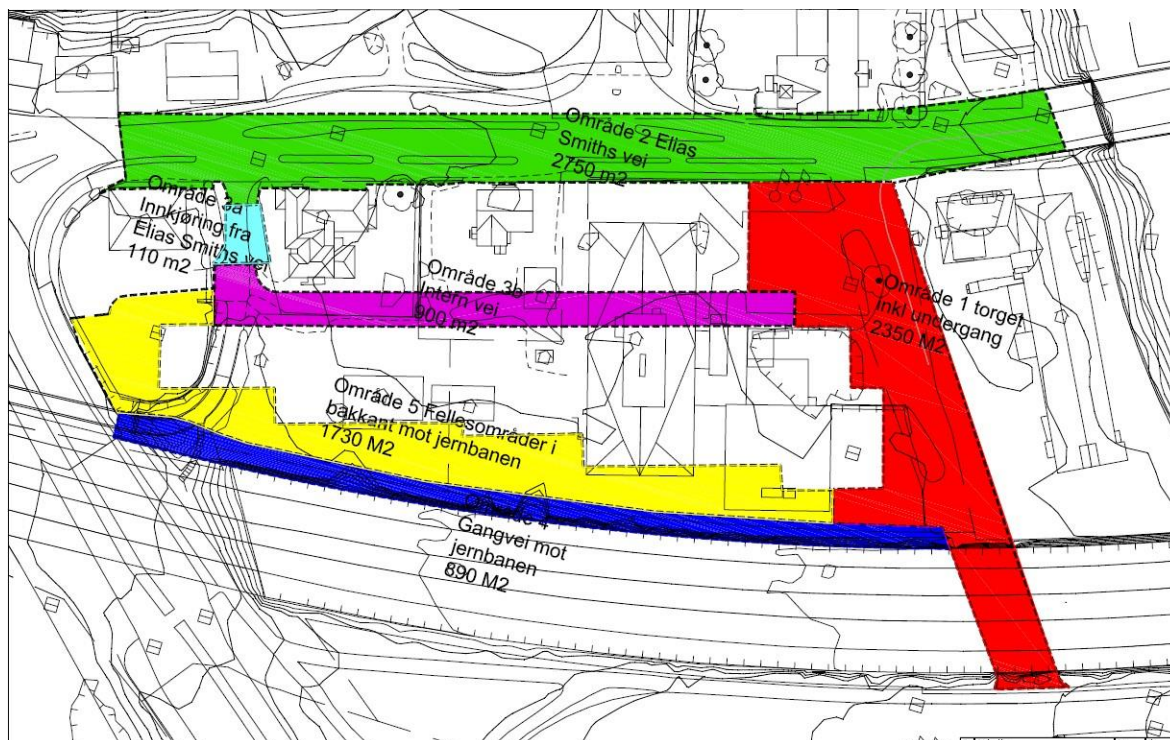 Område 2 Elias
Smiths vei
2750 m2
Område 3a
Innkjøring fra
Elias Smiths vei
110 m2
Område 3b
Intern vei
900 m2
Område 1 torget
Inkl undergang
2350 M2
Område 5 Fellesområder i
bakkant mot jernbanen
1730 M2
Område 4
Gangvei mot
jernbanen
890 M2